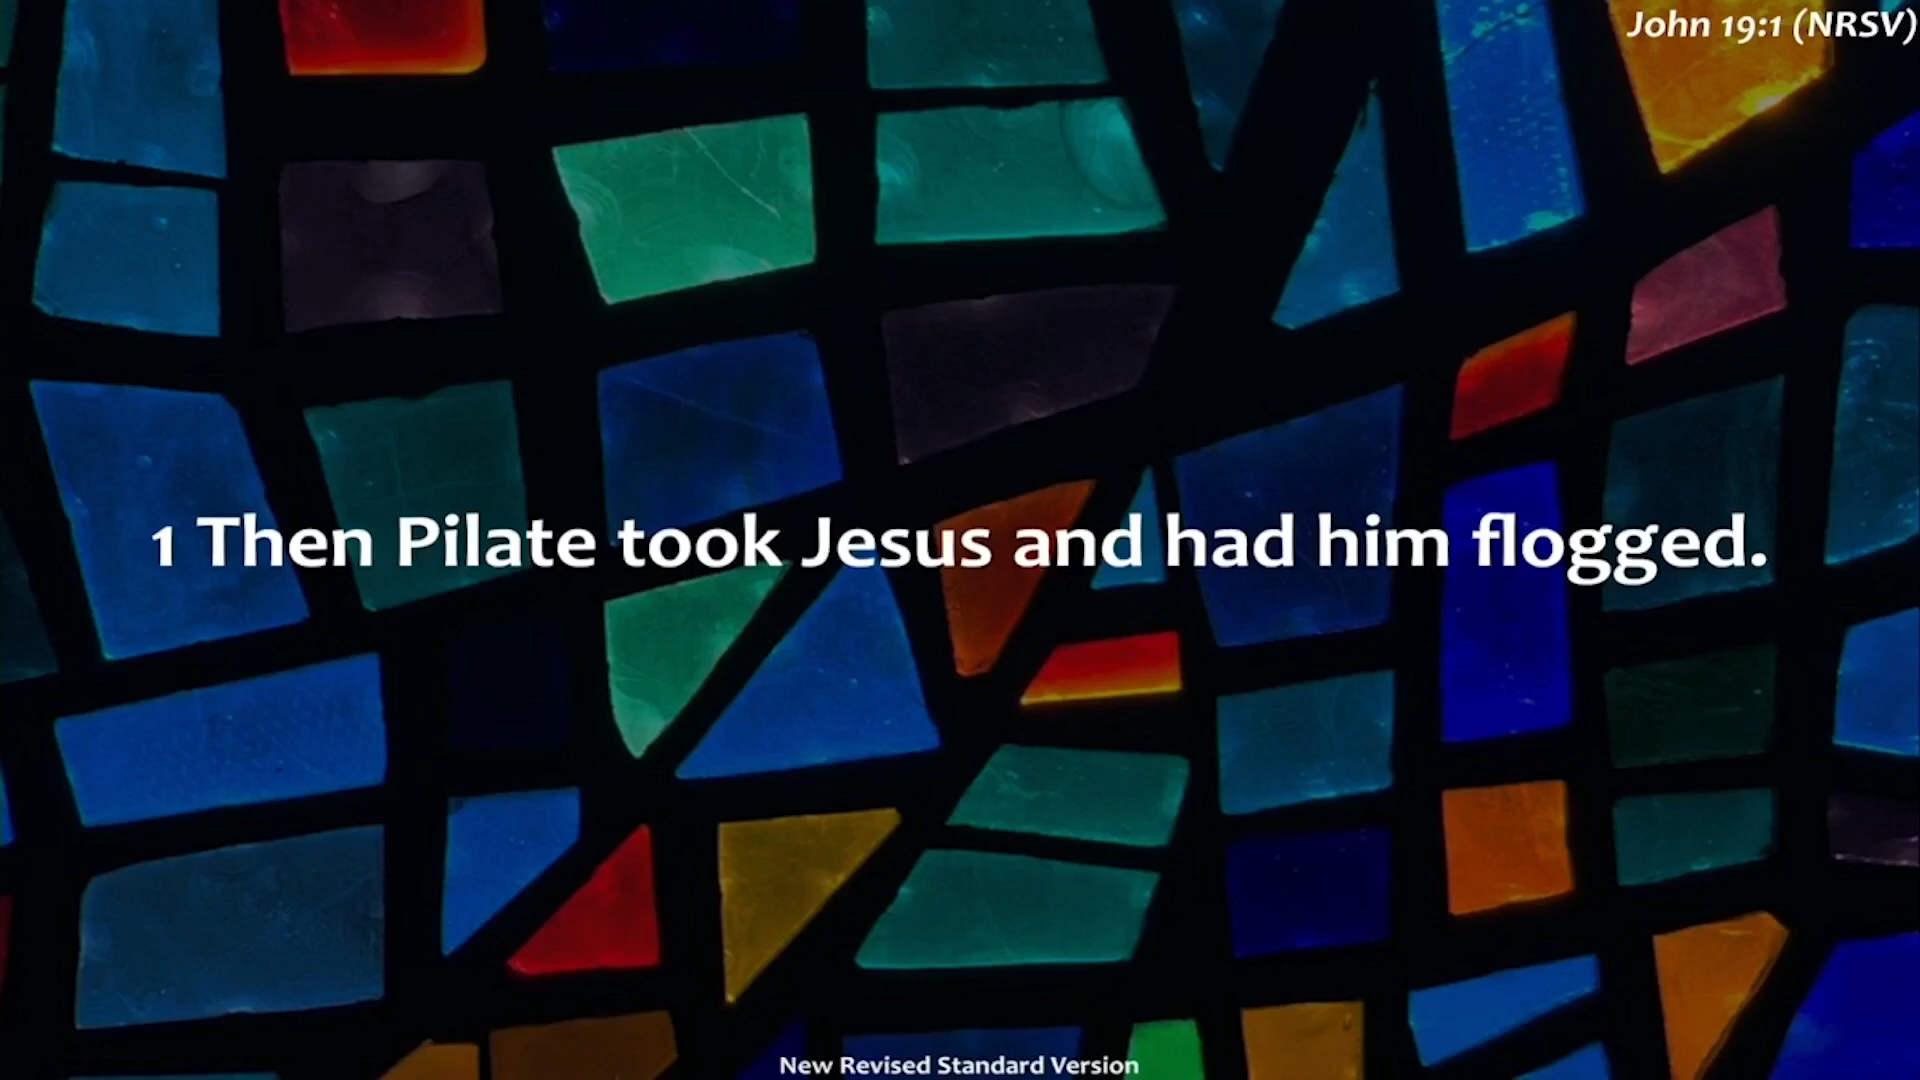 John 19:1 (NRSV)
1 Then Pilate took Jesus and had him flogged.
New Revised Standard Version